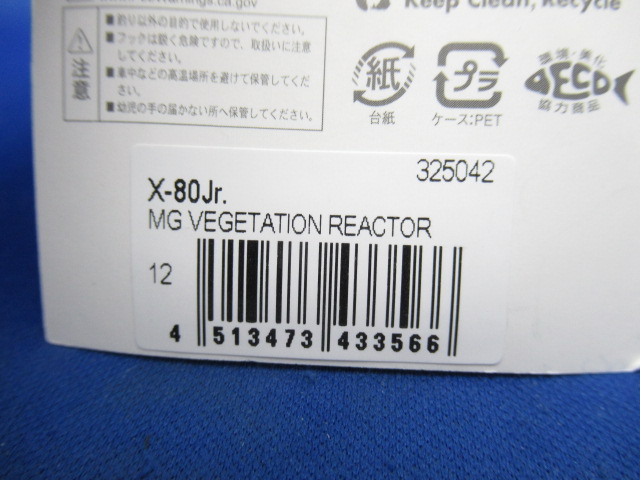 Keep Clean, Recycle
注意
■釣り以外の目的で使用しないでください。
■フックは鋭く危険ですので、取扱いに注意
してください。
■車中などの高温場所を避けて保管してくだ
さい。
■幼児の手の届かない所へ保管してください。
紙
台紙
プラ
ケース:PET
環境・美化
ECO
協力商品
325042
X-80Jr.
MG VEGETATION REACTOR
12
4 513473 433566